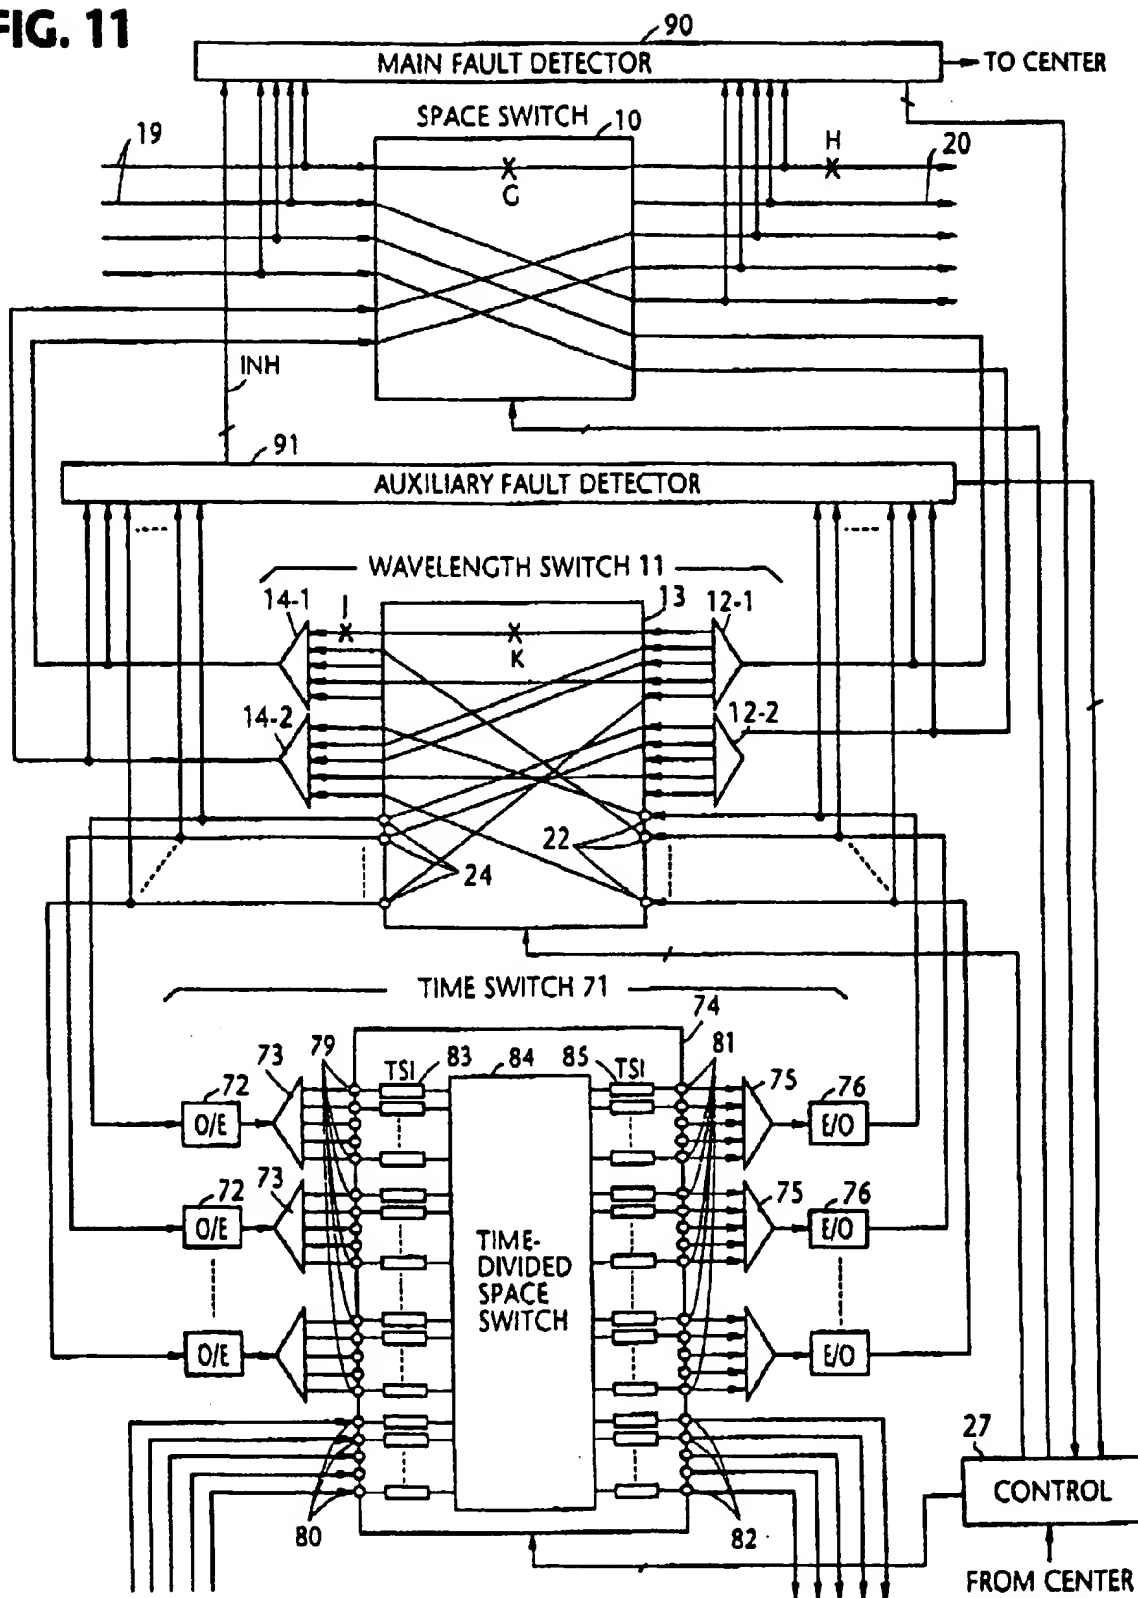 FIG. 11
90
MAIN FAULT DETECTOR
TO CENTER
SPACE SWITCH
10
19
H
20
G
INH
91
AUXILIARY FAULT DETECTOR
WAVELENGTH SWITCH 11
14-1
J
13
12-1
K
14-2
12-2
22
24
TIME SWITCH 71
74
79
TSI
83
84
85
TSI
81
73
75
72
76
O/E
E/O
73
75
72
76
O/E
E/O
TIME-
DIVIDED
SPACE
SWITCH
O/E
E/O
27
CONTROL
80
82
FROM CENTER